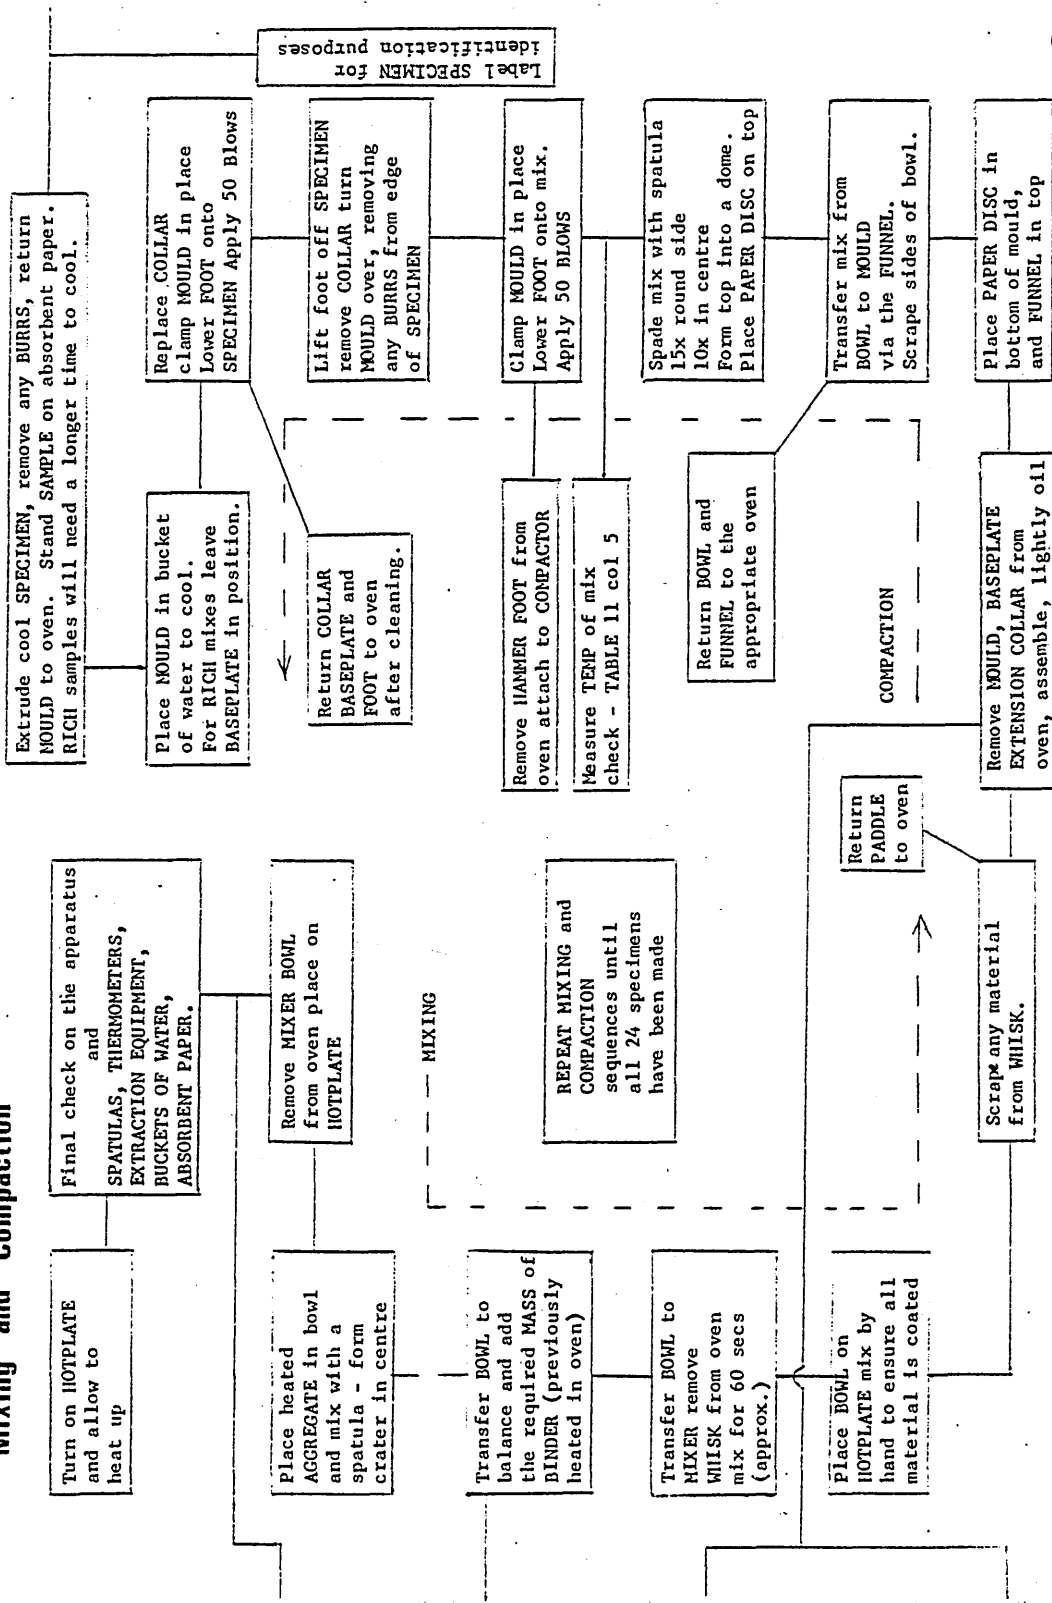 Mixing and Compaction
Turn on HOTPLATE
and allow to
heat up
Final check on the apparatus
and
SPATULAS, THERMOMETERS,
EXTRACTION EQUIPMENT,
BUCKETS OF WATER,
ABSORBENT PAPER.
Remove MIXER BOWL
from oven place on
HOTPLATE
Place heated
AGGREGATE in bowl
and mix with a
spatula - form
crater in centre
Transfer BOWL to
balance and add
the required MASS of
BINDER (previously
heated in oven)
Transfer BOWL to
MIXER remove
WHISK from oven
mix for 60 secs
(approx.)
Place BOWL on
HOTPLATE mix by
hand to ensure all
material is coated
MIXING
REPEAT MIXING and
COMPACTION
sequences until
all 24 specimens
have been made
Scrape any material
from WHISK.
Return
PADDLE
to oven
Remove MOULD, BASEPLATE
EXTENSION COLLAR from
oven, assemble, lightly oil
Place PAPER DISC in
bottom of mould,
and FUNNEL in top
Transfer mix from
BOWL to MOULD
via the FUNNEL.
Scrape sides of bowl.
Return BOWL and
FUNNEL to the
appropriate oven
COMPACTION
Spade mix with spatula
15x round side
10x in centre
Form top into a dome.
Place PAPER DISC on top
Measure TEMP of mix
check - TABLE 11 col 5
Remove HAMMER FOOT from
oven attach to COMPACTOR
Clamp MOULD in place
Lower FOOT onto mix.
Apply 50 BLOWS
Lift foot off SPECIMEN
remove COLLAR turn
MOULD over, removing
any BURRS from edge
of SPECIMEN
Replace COLLAR
clamp MOULD in place
Lower FOOT onto
SPECIMEN Apply 50 Blows
Return COLLAR
BASEPLATE and
FOOT to oven
after cleaning.
Place MOULD in bucket
of water to cool.
For RICH mixes leave
BASEPLATE in position.
Extrude cool SPECIMEN, remove any BURRS, return
MOULD to oven. Stand SAMPLE on absorbent paper.
RICH samples will need a longer time to cool.
Label SPECIMEN for
identification purposes